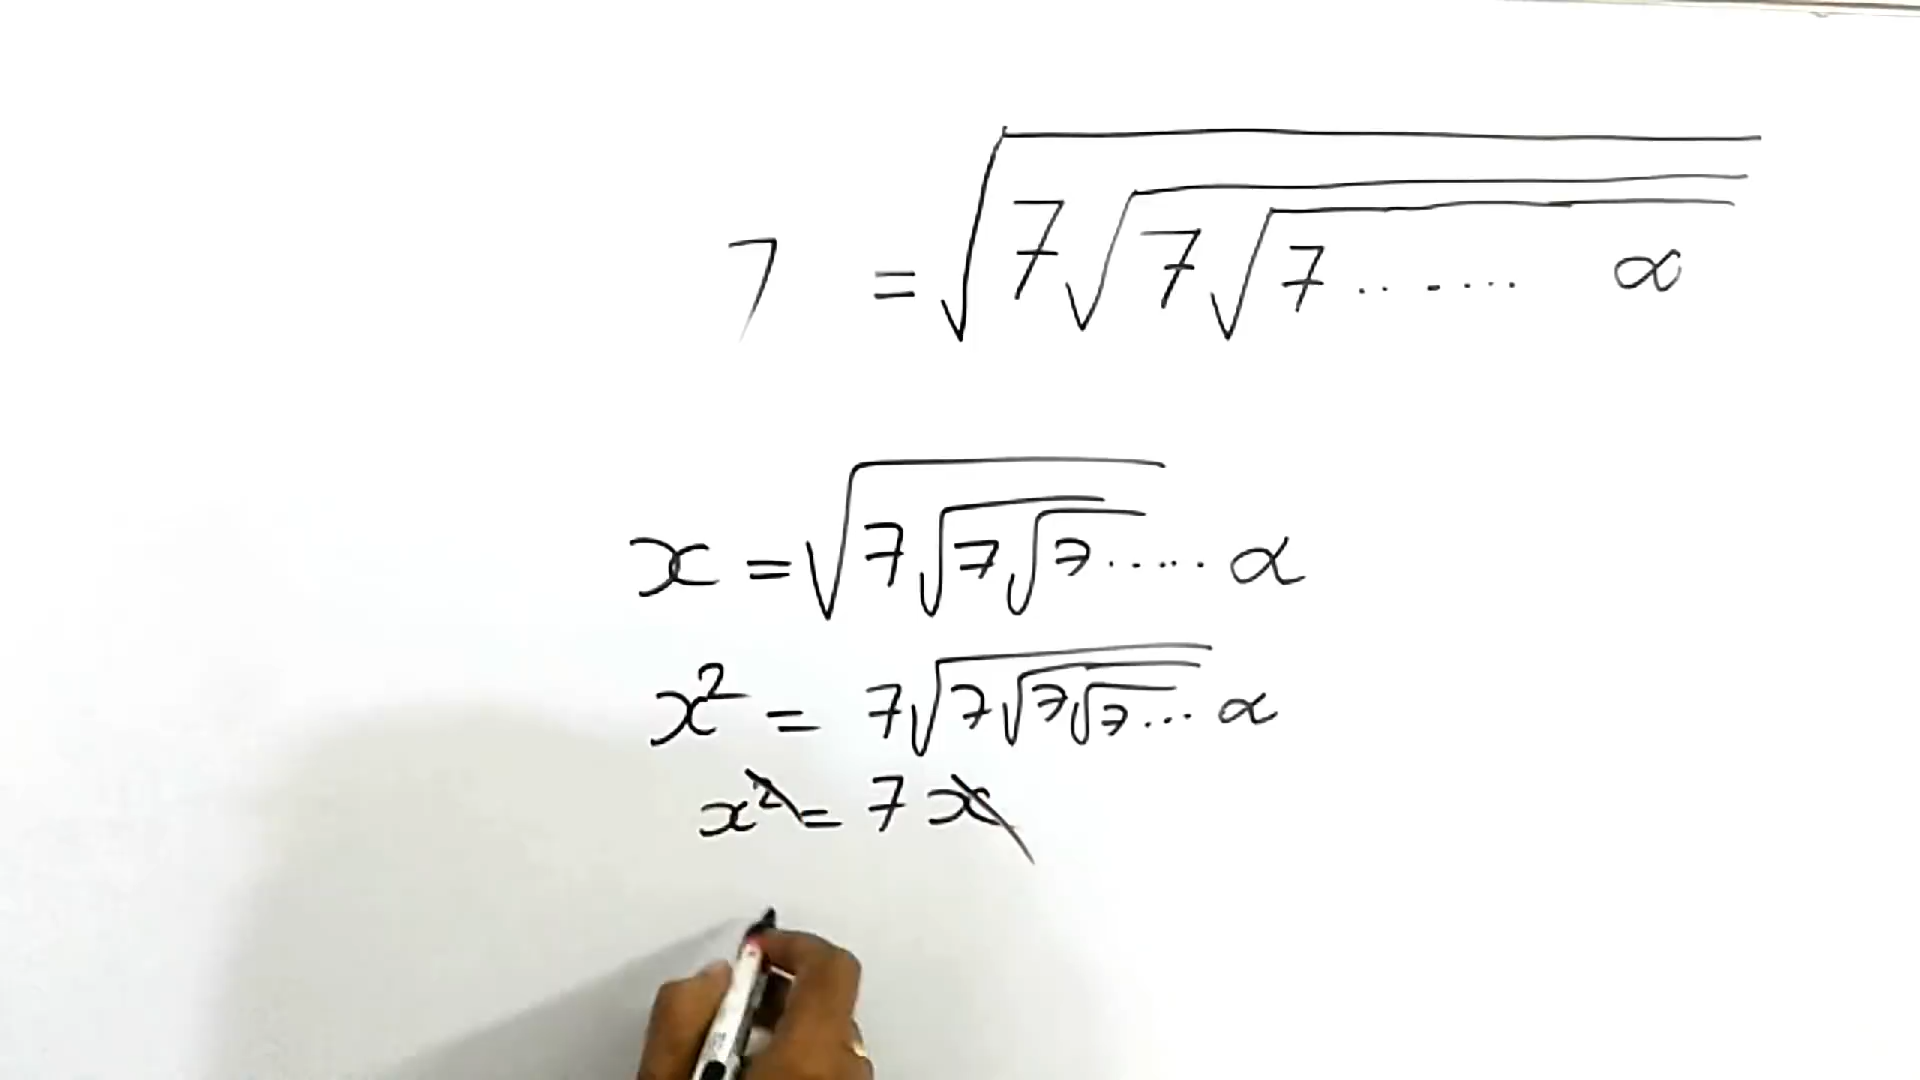 7 = √7√7√7....... ∝
x = √7√7√7..... ∝
x² = 7√7√7√7... ∝
x² = 7x